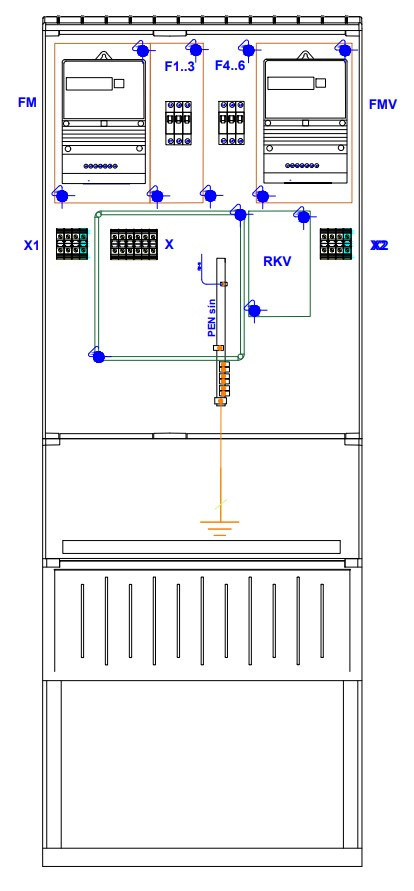 F1..3
F4..6
FM
FMV
X1
X
X2
RKV
PEN sin